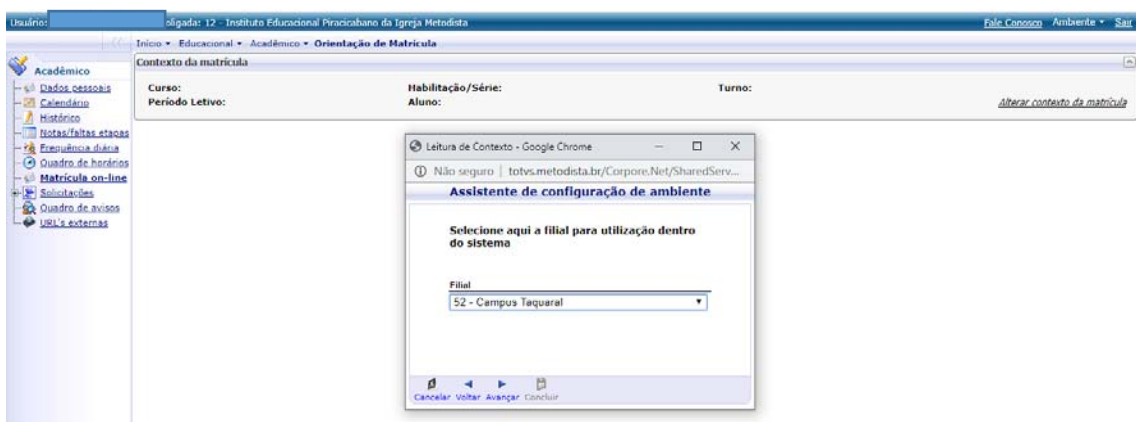 Usuário: oligada: 12 - Instituto Educacional Piracicabano da Igreja Metodista Fale Conosco Ambiente Sair
Início Educacional Acadêmico Orientação de Matrícula
Acadêmico
Dados pessoais
Calendário
Histórico
Notas/faltas etapas
Frequência diária
Quadro de horários
Matrícula on-line
Solicitações
Quadro de avisos
URL's externas
Contexto da matrícula
Curso: Habilitação/Série: Turno:
Período Letivo: Aluno: Alterar contexto da matrícula
Leitura de Contexto - Google Chrome
Não seguro | totvs.metodista.br/Corpore.Net/SharedServ...
Assistente de configuração de ambiente
Selecione aqui a filial para utilização dentro
do sistema
Filial
52 - Campus Taquaral
Cancelar Voltar Avançar Concluir